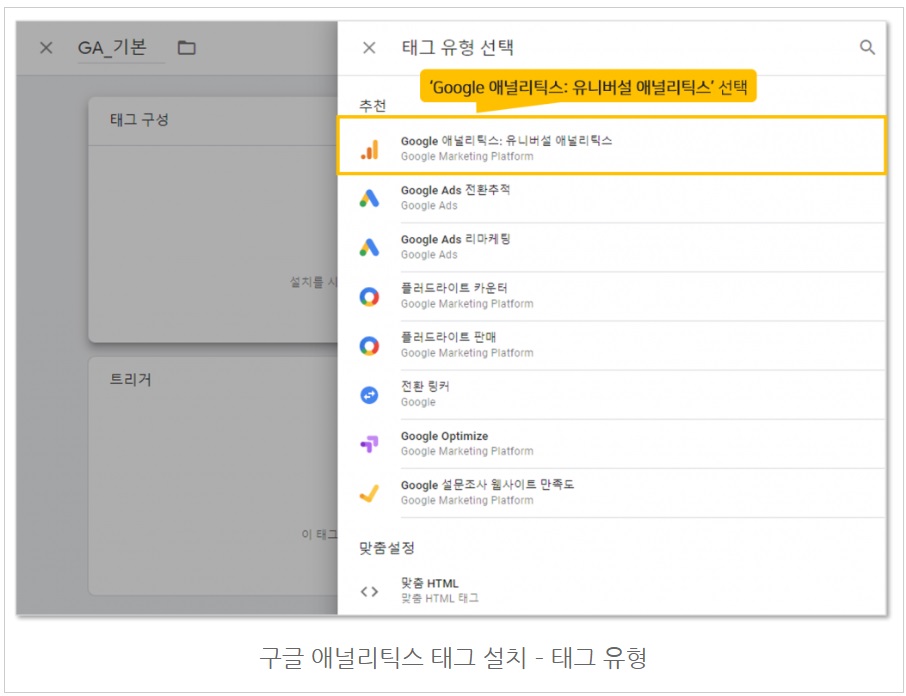 GA_기본
태그 유형 선택
'Google 애널리틱스: 유니버설 애널리틱스' 선택
태그 구성
설치를 시
트리거
이 태그
추천
Google 애널리틱스: 유니버설 애널리틱스
Google Marketing Platform
Google Ads 전환추적
Google Ads
Google Ads 리마케팅
Google Ads
플러드라이트 카운터
Google Marketing Platform
플러드라이트 판매
Google Marketing Platform
전환 링커
Google
Google Optimize
Google Marketing Platform
Google 설문조사 웹사이트 만족도
Google Marketing Platform
맞춤설정
맞춤 HTML
맞춤 HTML 태그
구글 애널리틱스 태그 설치 - 태그 유형